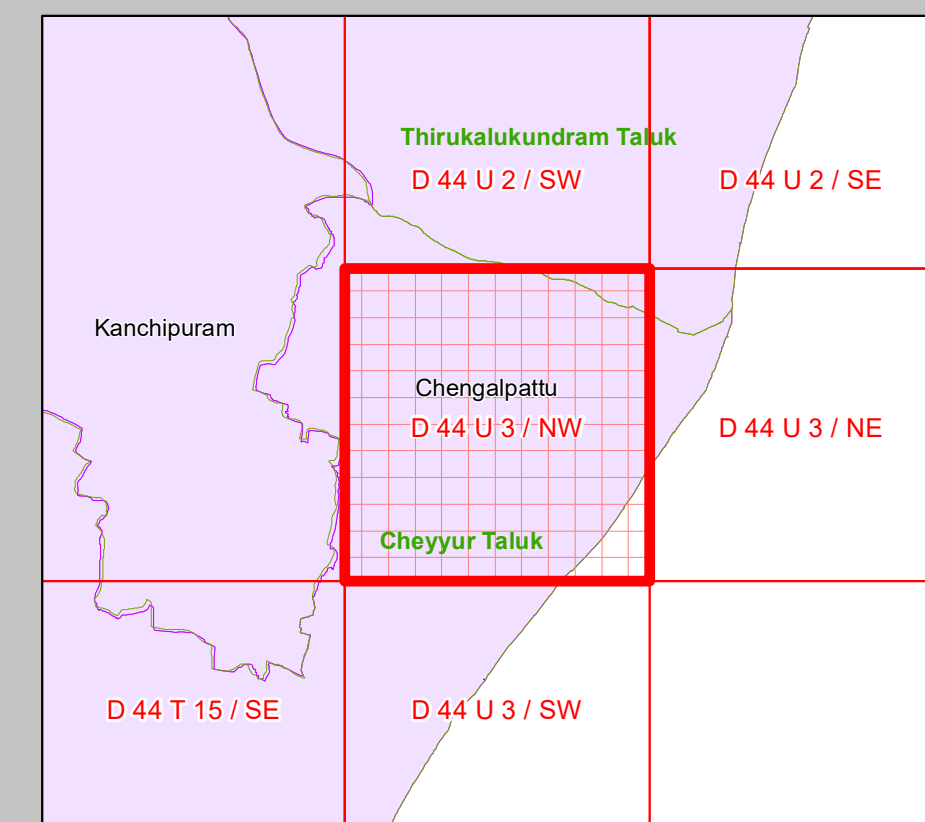 Thirukalukundram Taluk
D 44 U 2 / SW
D 44 U 2 / SE
Kanchipuram
Chengalpattu
D 44 U 3 / NW
D 44 U 3 / NE
Cheyyur Taluk
D 44 T 15 / SE
D 44 U 3 / SW